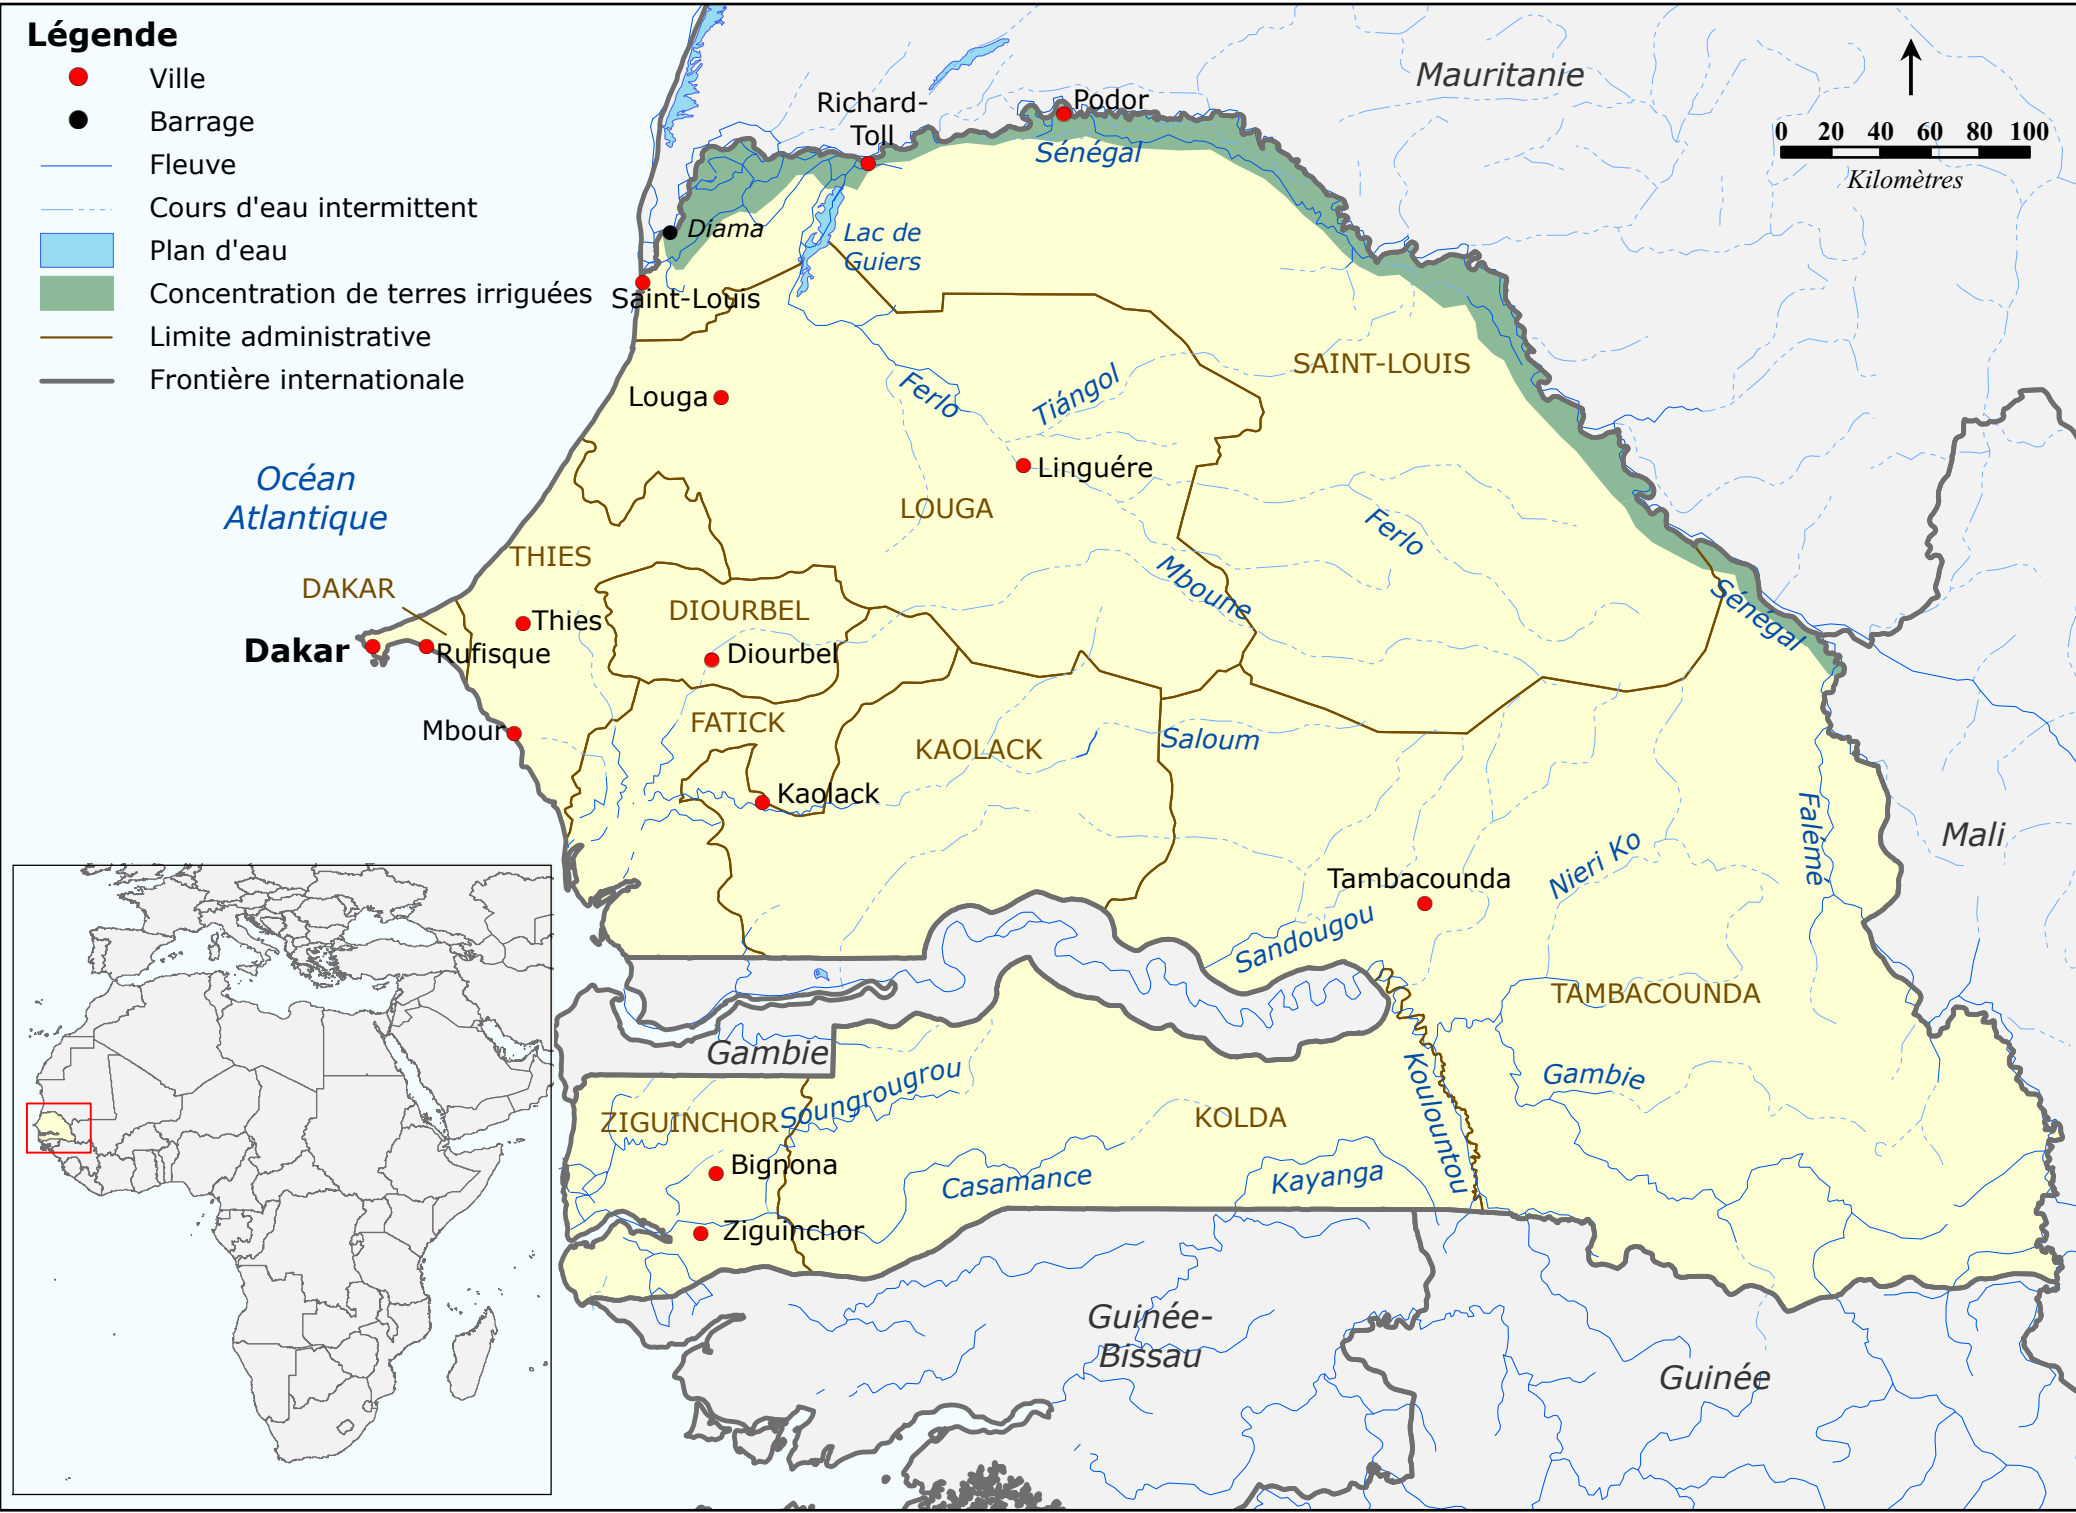 Légende
Ville
Barrage
Fleuve
Cours d'eau intermittent
Plan d'eau
Concentration de terres irriguées
Limite administrative
Frontière internationale
Mauritanie
0 20 40 60 80 100
Kilomètres
Richard-
Toll
Podor
Sénégal
Diama
Lac de
Guiers
Saint-Louis
SAINT-LOUIS
Louga
Ferlo
Tiángol
Linguére
LOUGA
Océan
Atlantique
Ferlo
THIES
Mboune
DAKAR
DIOURBEL
Sénégal
Thies
Dakar
Rufisque
Diourbel
Mbour
FATICK
KAOLACK
Saloum
Kaolack
Falémé
Mali
Nieri Ko
Tambacounda
Sandougou
TAMBACOUNDA
Gambie
Soungrougrou
Koulountou
Gambie
ZIGUINCHOR
KOLDA
Bignona
Casamance
Kayanga
Ziguinchor
Guinée-
Bissau
Guinée